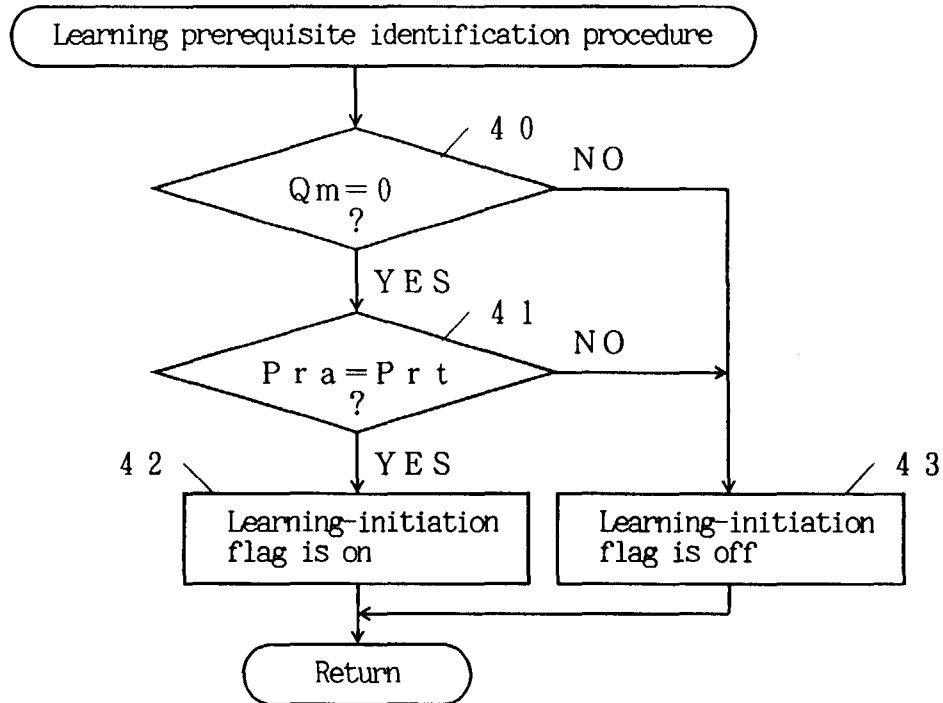 Learning prerequisite identification procedure
40
Qm=0
?
NO
YES
41
Pra=Prt
?
NO
YES
42
Learning-initiation
flag is on
43
Learning-initiation
flag is off
Return